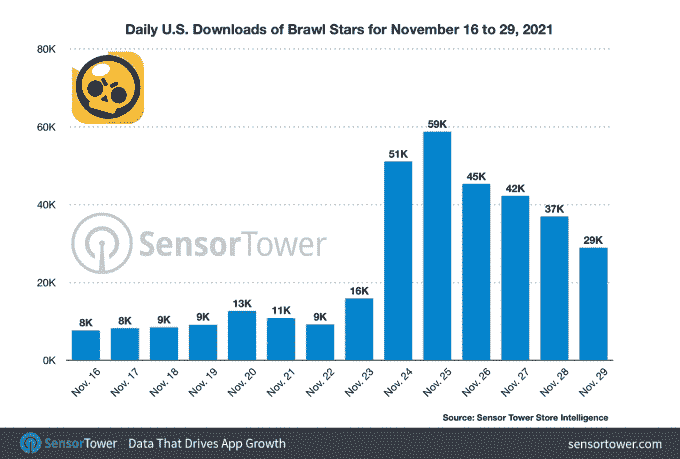 Daily U.S. Downloads of Brawl Stars for November 16 to 29, 2021
80K
60K
40K
20K
0K
SensorTower
8K
8K
9K
9K
13K
11K
9K
16K
51K
59K
45K
42K
37K
29K
Nov. 16
Nov. 17
Nov. 18
Nov. 19
Nov. 20
Nov. 21
Nov. 22
Nov. 23
Nov. 24
Nov. 25
Nov. 26
Nov. 27
Nov. 28
Nov. 29
Source: Sensor Tower Store Intelligence
SensorTower Data That Drives App Growth sensortower.com